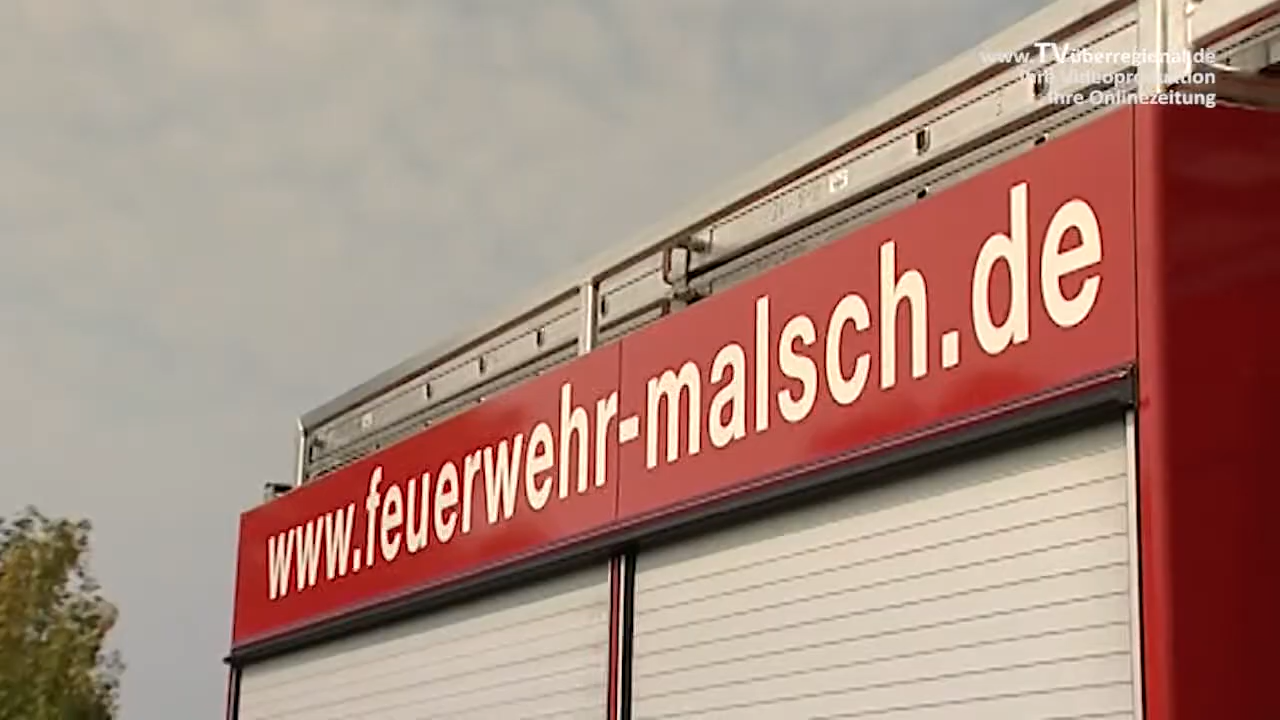 www.TVüberregional.de
Ihre Videoproduktion
Ihre Onlinezeitung
www.feuerwehr-malsch.de